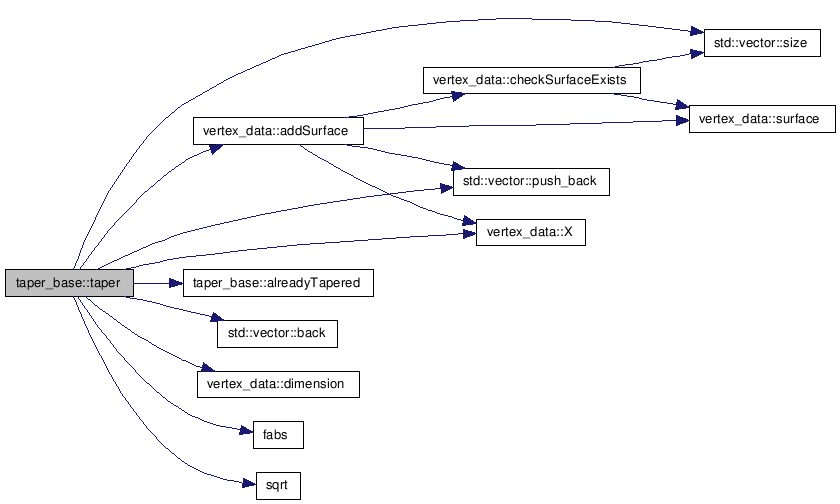 std::vector::size
vertex_data::checkSurfaceExists
vertex_data::surface
vertex_data::addSurface
std::vector::push_back
vertex_data::X
taper_base::taper
taper_base::alreadyTapered
std::vector::back
vertex_data::dimension
fabs
sqrt